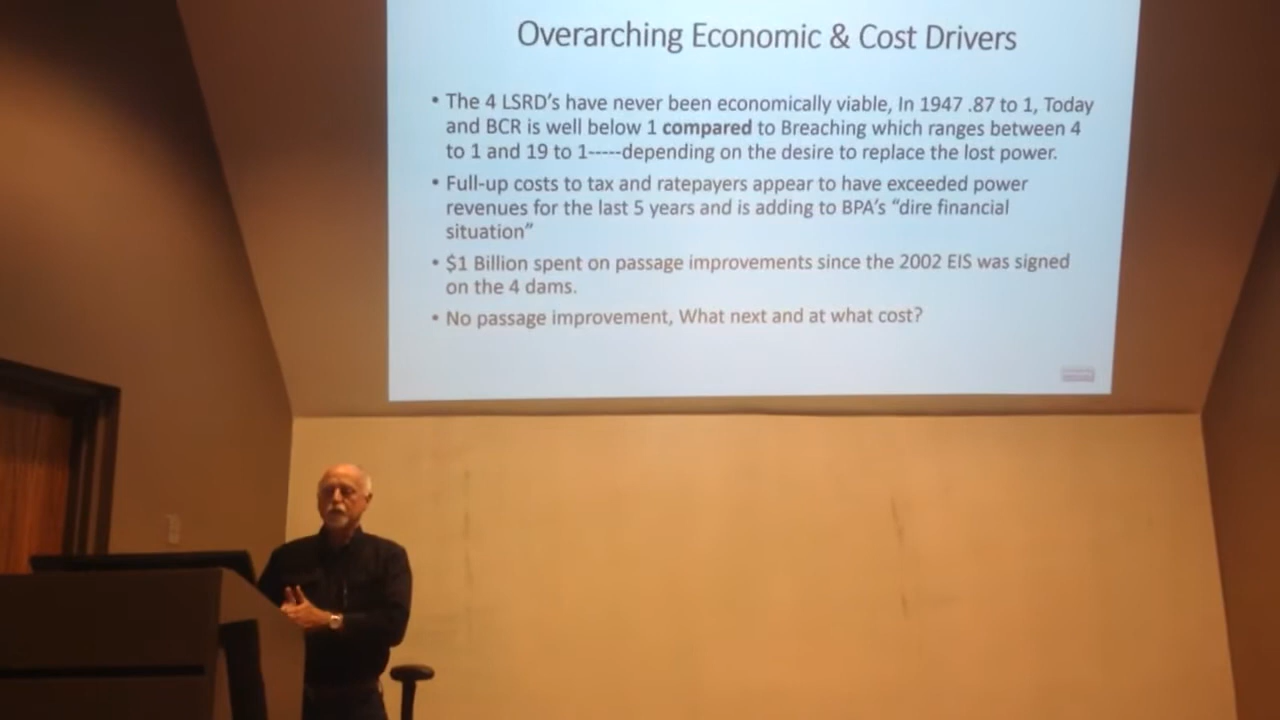 Overarching Economic & Cost Drivers
• The 4 LSRD's have never been economically viable, In 1947 .87 to 1, Today
and BCR is well below 1 compared to Breaching which ranges between 4
to 1 and 19 to 1-----depending on the desire to replace the lost power.
• Full-up costs to tax and ratepayers appear to have exceeded power
revenues for the last 5 years and is adding to BPA's “dire financial
situation”
• $1 Billion spent on passage improvements since the 2002 EIS was signed
on the 4 dams.
• No passage improvement, What next and at what cost?